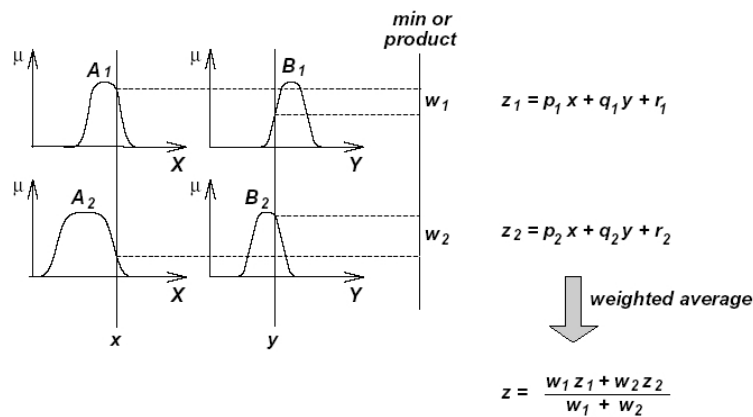 min or
product
μ
A1
μ
B1
w1
z1 = p1 x + q1 y + r1
X
Y
μ
A2
μ
B2
w2
z2 = p2 x + q2 y + r2
X
Y
weighted average
x
y
z = w1 z1 + w2 z2
w1 + w2